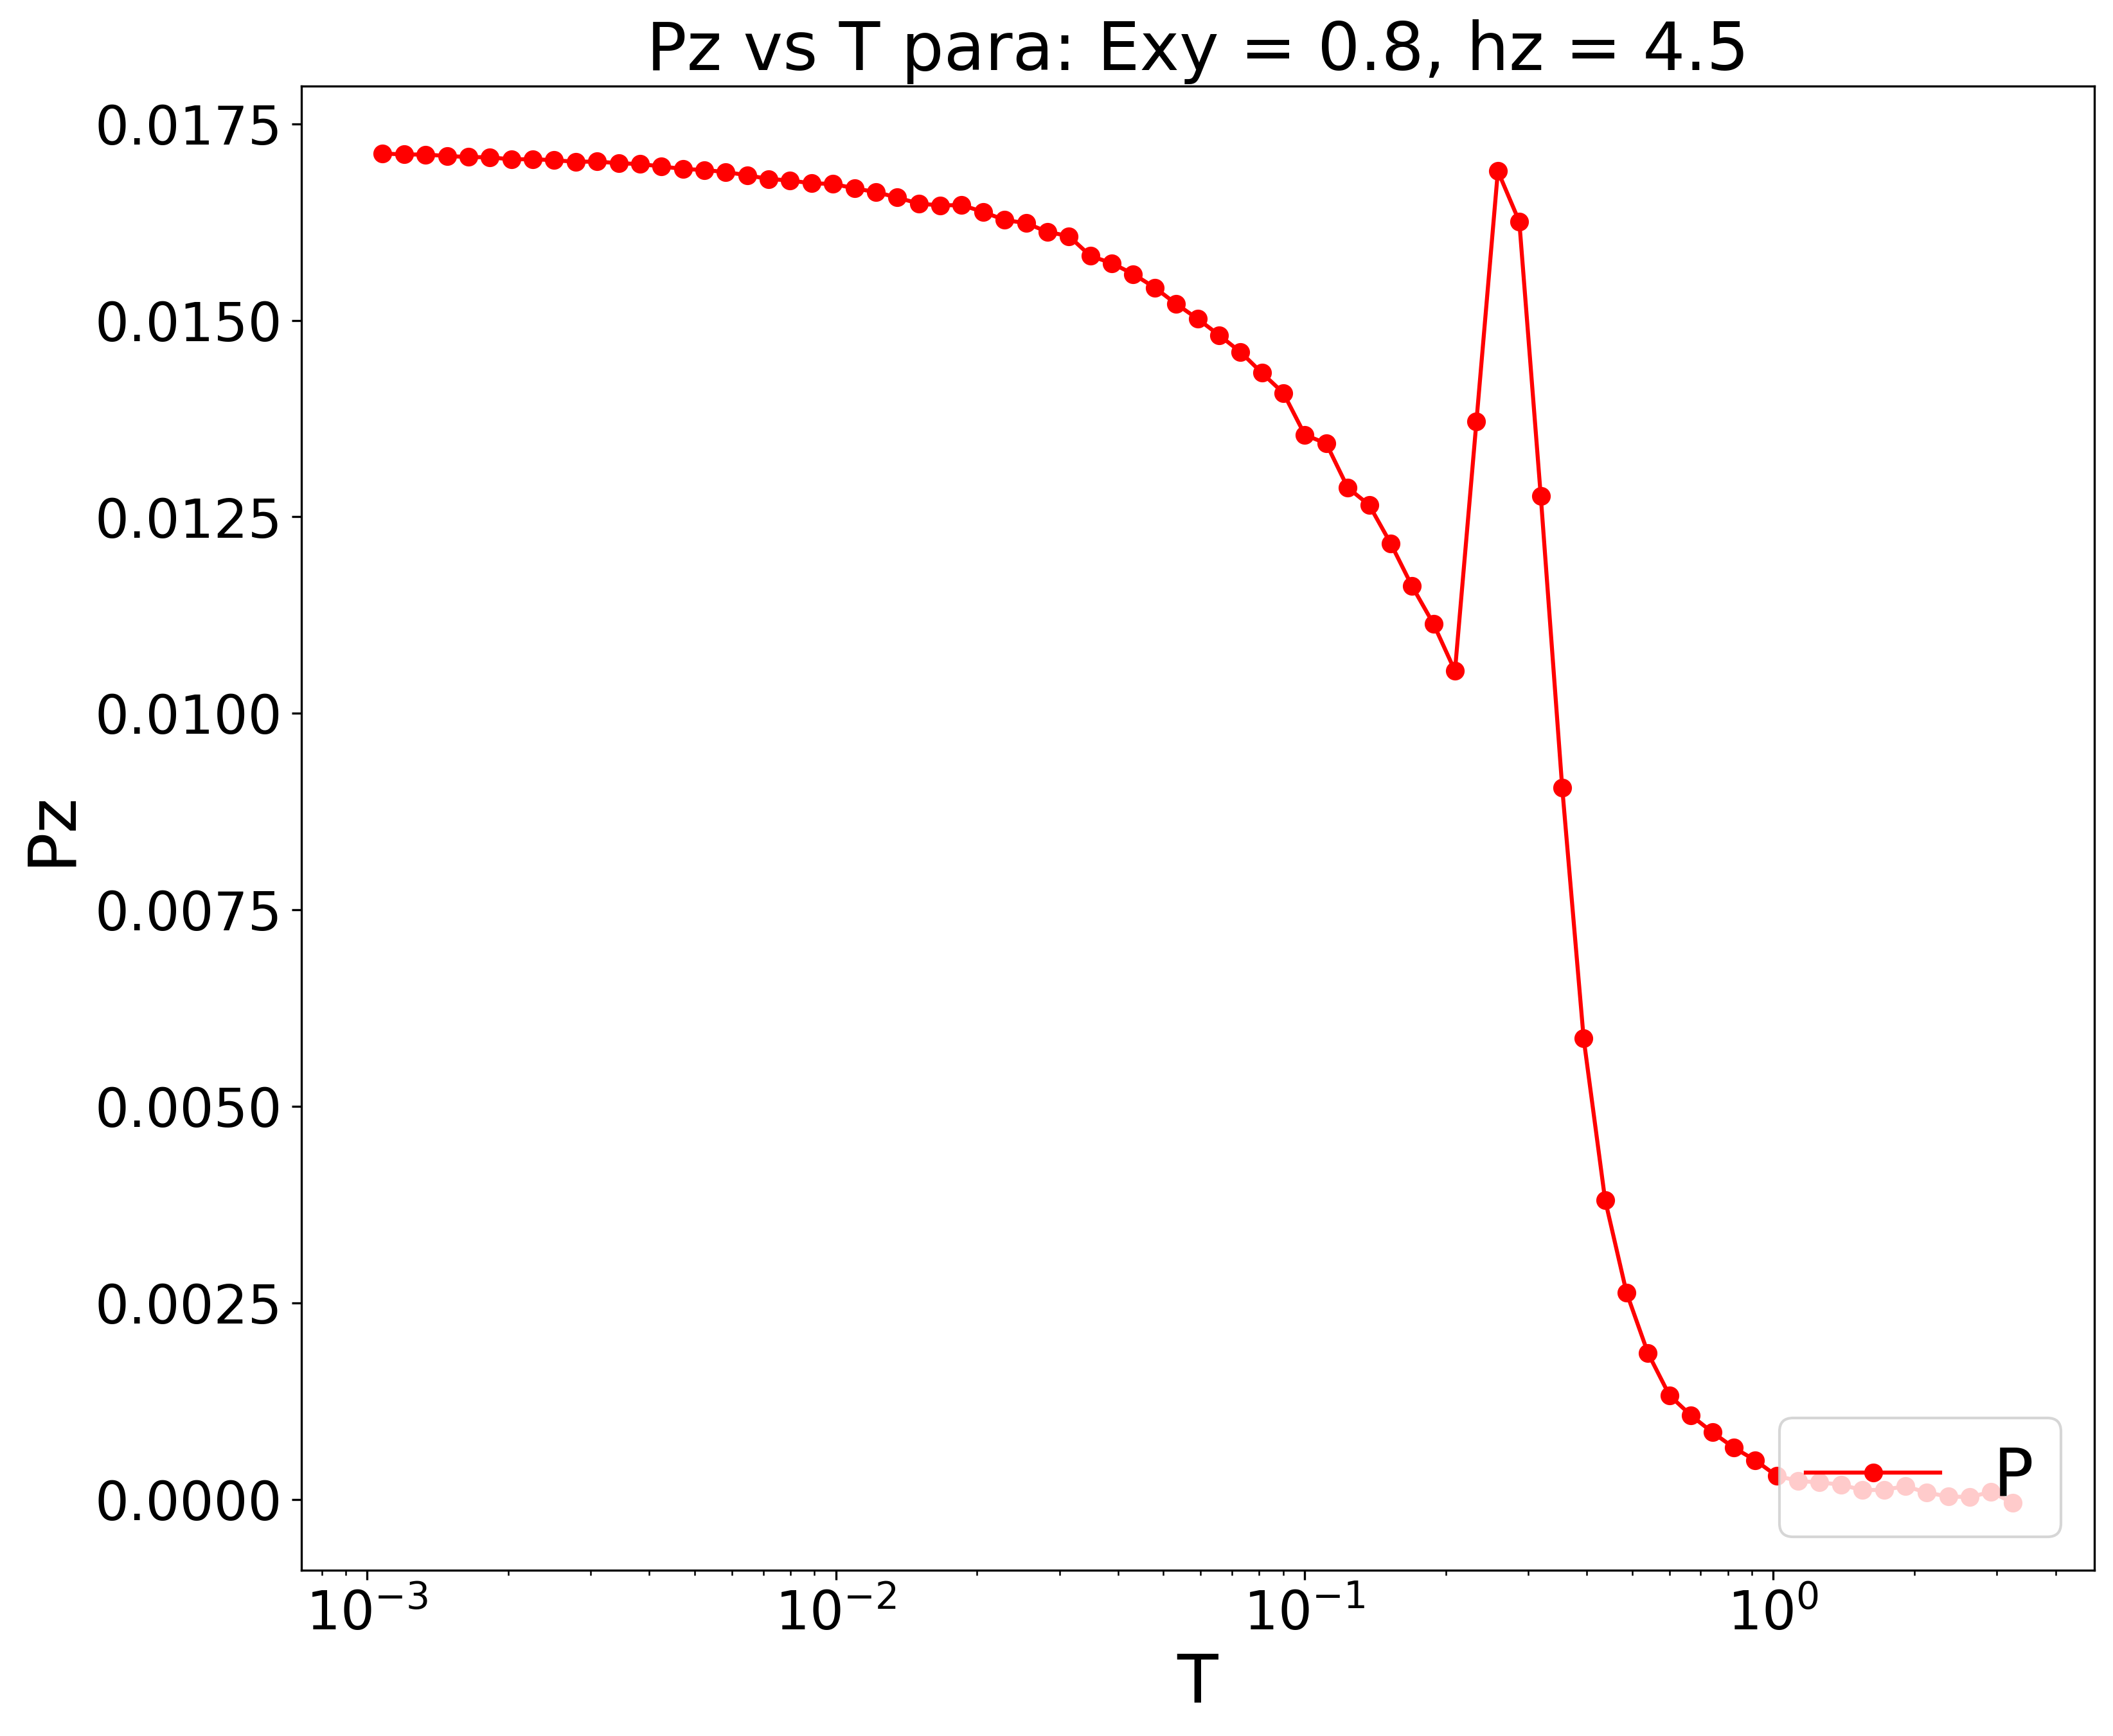 Pz vs T para: Exy = 0.8, hz = 4.5
0.0175
0.0150
0.0125
0.0100
0.0075
0.0050
0.0025
0.0000
Pz
P
10⁻³ 10⁻² 10⁻¹ 10⁰
T